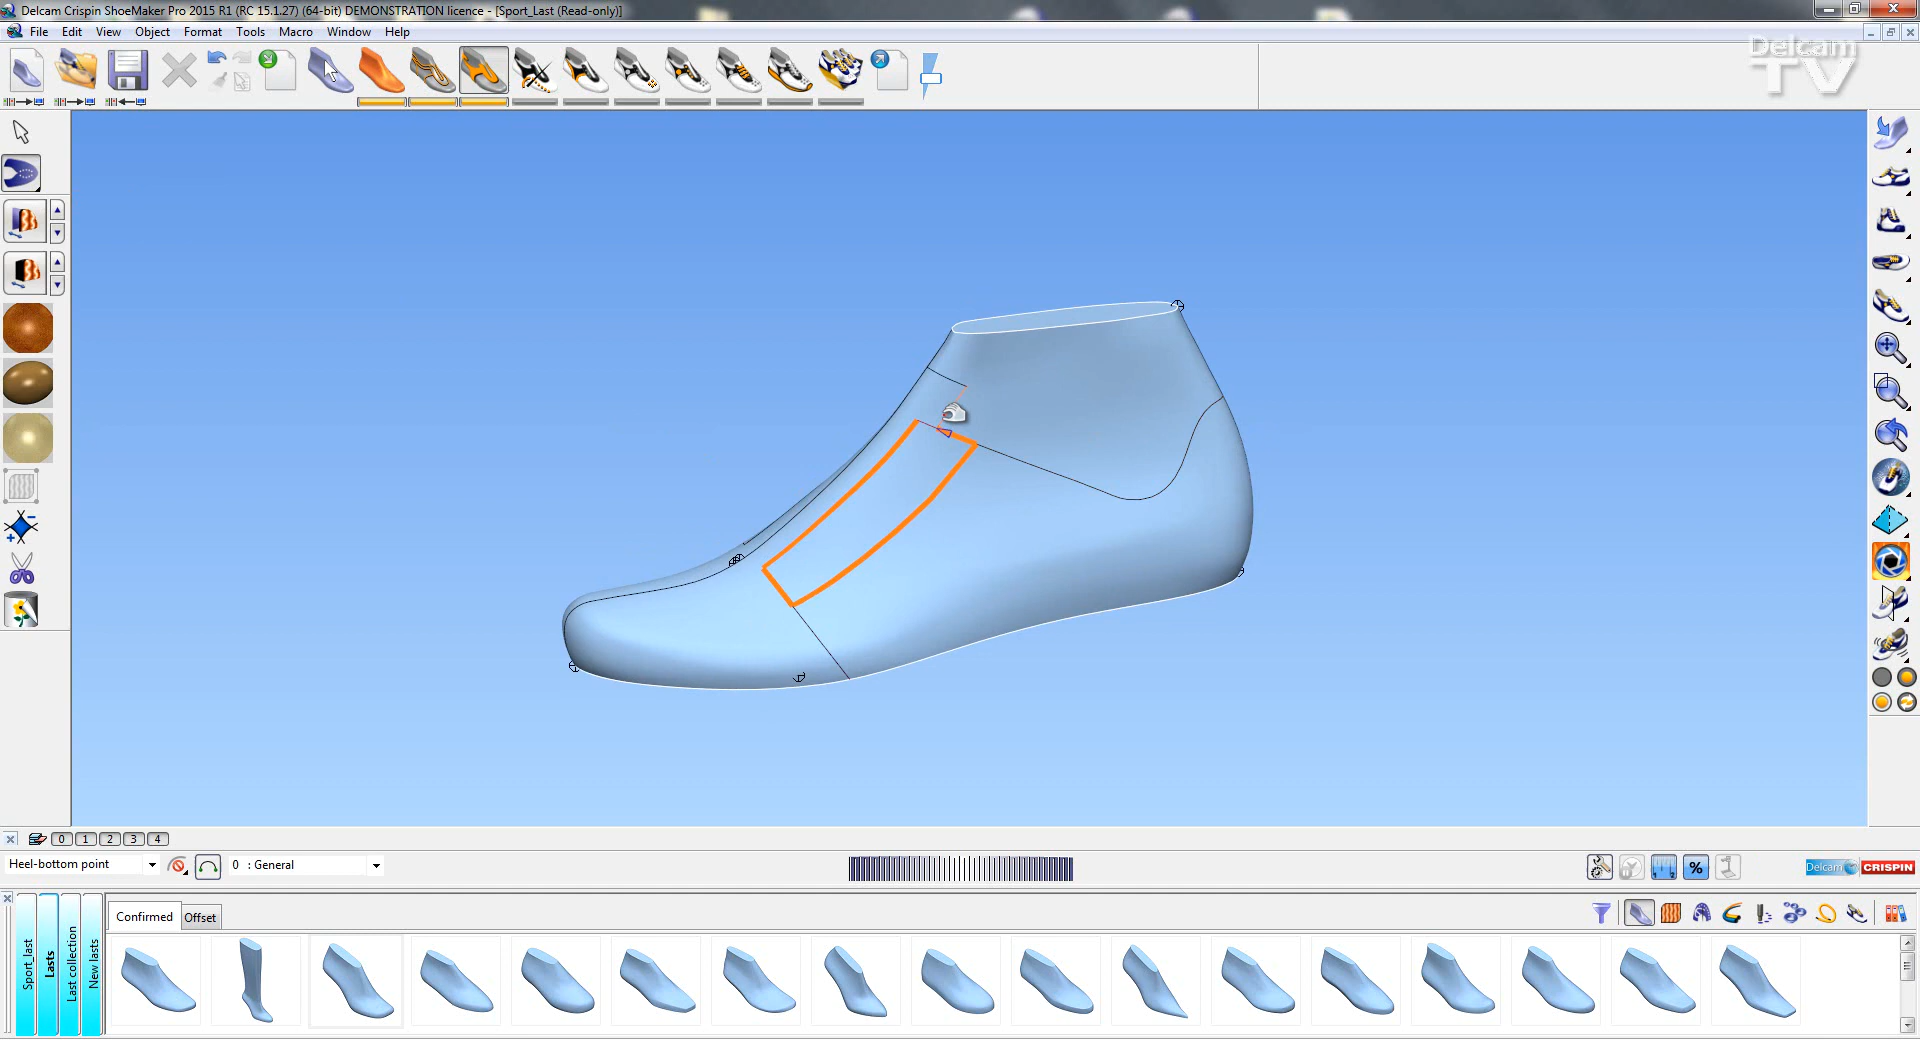 Delcam Crispin ShoeMaker Pro 2015 R1 (RC 15.1.27) (64-bit) DEMONSTRATION licence - [Sport_Last (Read-only)]
File Edit View Object Format Tools Macro Window Help
Delcam
TV
0 1 2 3 4
Heel-bottom point
0 : General
%
Delcam CRISPIN
Confirmed
Offset
Sport_last
Lasts
Last collection
New lasts